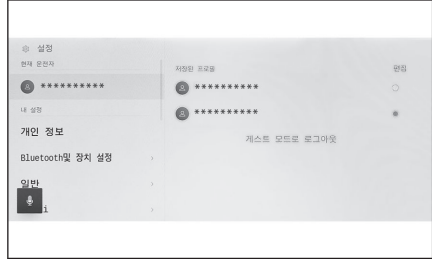 설정
현재 운전자
**********
내 설정
개인 정보
Bluetooth및 장치 설정
일반
i
저장된 프로필
편집
**********
**********
게스트 모드로 로그아웃